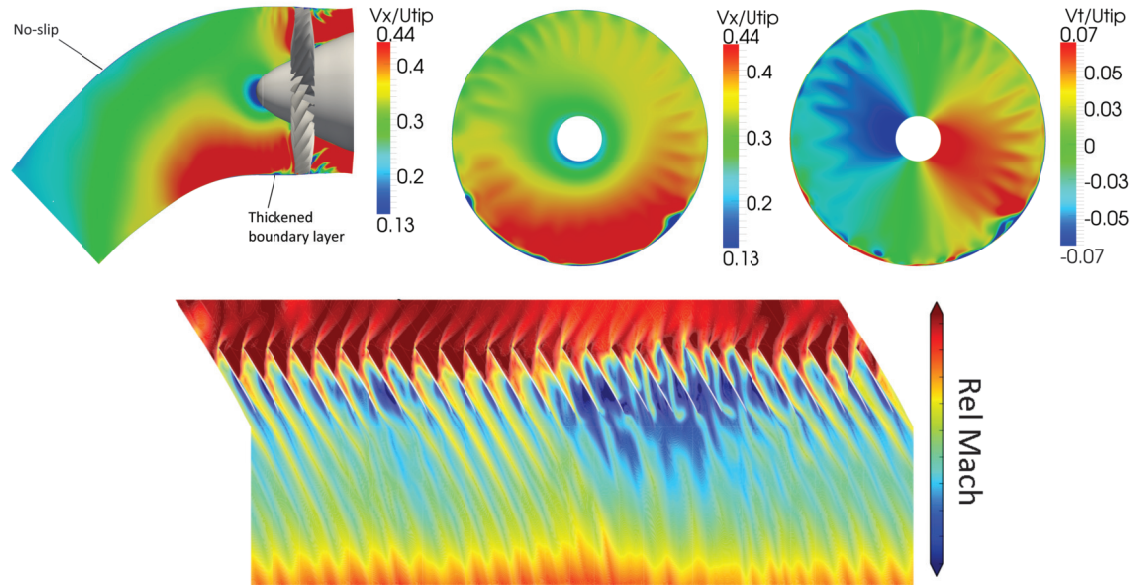 No-slip
Thickened
boundary layer
Vx/Utip
0.44
0.4
0.3
0.2
0.13
Vx/Utip
0.44
0.4
0.3
0.2
0.13
Vt/Utip
0.07
0.05
0.03
0
-0.03
-0.05
-0.07
Rel Mach